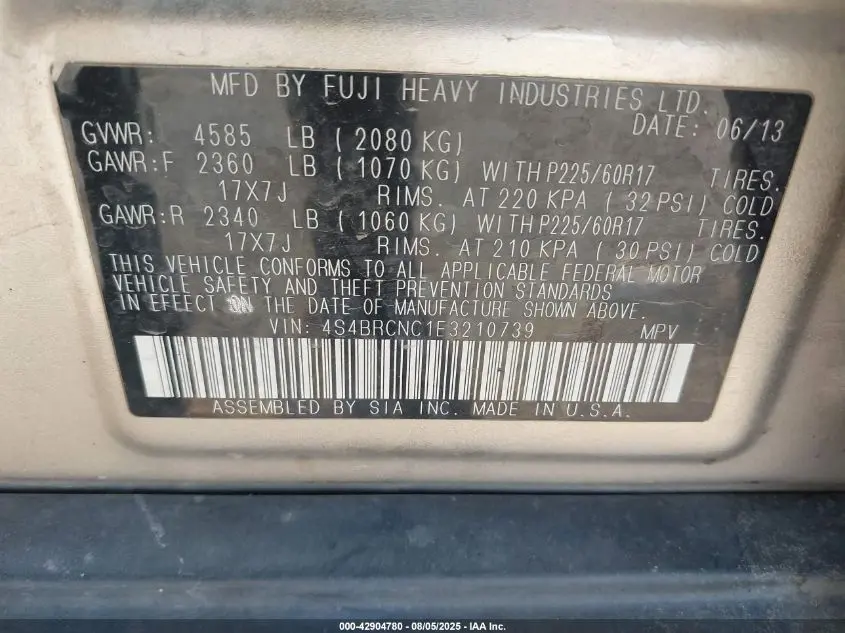 MFD BY FUJI HEAVY INDUSTRIES LTD.
DATE: 06/13
GVWR: 4585 LB ( 2080 KG)
GAWR:F 2360 LB ( 1070 KG) WITH P225/60R17 TIRES.
17X7J RIMS. AT 220 KPA ( 32 PSI) COLD
GAWR:R 2340 LB ( 1060 KG) WITH P225/60R17 TIRES.
17X7J RIMS. AT 210 KPA ( 30 PSI) COLD
THIS VEHICLE CONFORMS TO ALL APPLICABLE FEDERAL MOTOR
VEHICLE SAFETY AND THEFT PREVENTION STANDARDS
IN EFFECT ON THE DATE OF MANUFACTURE SHOWN ABOVE.
VIN: 4S4BRCNC1E3210739 MPV
ASSEMBLED BY SIA INC. MADE IN U.S.A.
000-42904780 - 08/05/2025 - IAA Inc.